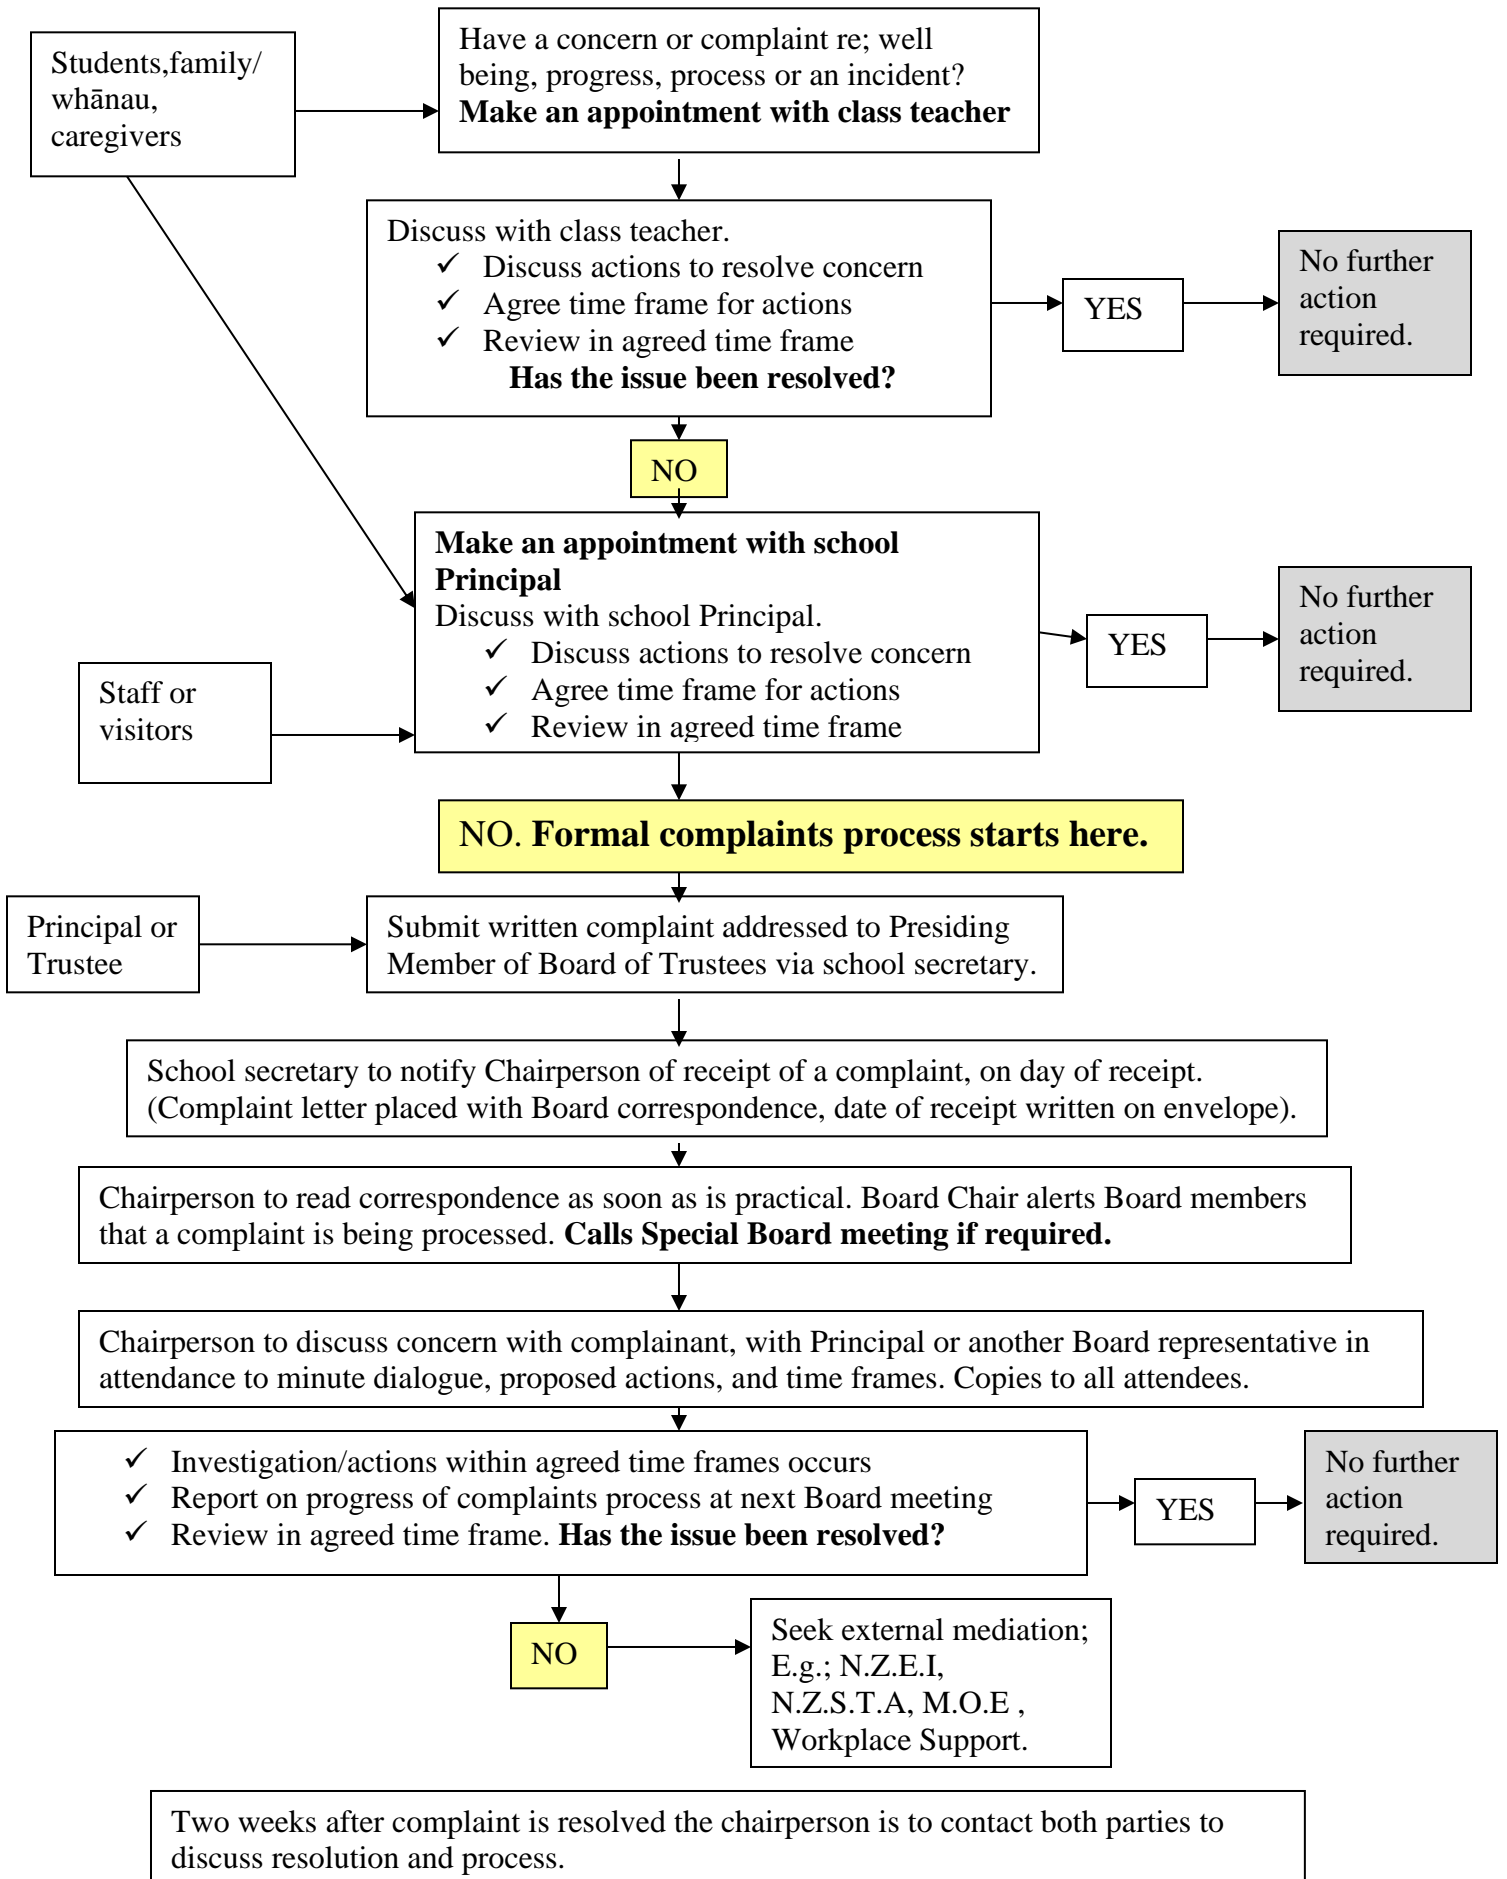 Students,family/
whānau,
caregivers
Have a concern or complaint re; well
being, progress, process or an incident?
Make an appointment with class teacher
Discuss with class teacher.
✓ Discuss actions to resolve concern
✓ Agree time frame for actions
✓ Review in agreed time frame
Has the issue been resolved?
YES
No further
action
required.
NO
Make an appointment with school
Principal
Discuss with school Principal.
✓ Discuss actions to resolve concern
✓ Agree time frame for actions
✓ Review in agreed time frame
YES
No further
action
required.
Staff or
visitors
NO. Formal complaints process starts here.
Principal or
Trustee
Submit written complaint addressed to Presiding
Member of Board of Trustees via school secretary.
School secretary to notify Chairperson of receipt of a complaint, on day of receipt.
(Complaint letter placed with Board correspondence, date of receipt written on envelope).
Chairperson to read correspondence as soon as is practical. Board Chair alerts Board members
that a complaint is being processed. Calls Special Board meeting if required.
Chairperson to discuss concern with complainant, with Principal or another Board representative in
attendance to minute dialogue, proposed actions, and time frames. Copies to all attendees.
✓ Investigation/actions within agreed time frames occurs
✓ Report on progress of complaints process at next Board meeting
✓ Review in agreed time frame. Has the issue been resolved?
YES
No further
action
required.
NO
Seek external mediation;
E.g.; N.Z.E.I,
N.Z.S.T.A, M.O.E ,
Workplace Support.
Two weeks after complaint is resolved the chairperson is to contact both parties to
discuss resolution and process.